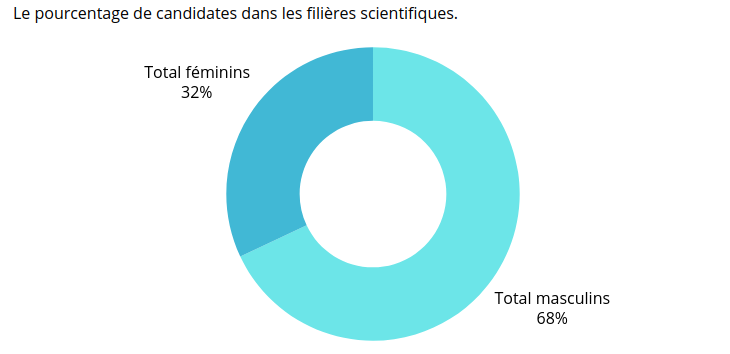 Le pourcentage de candidates dans les filières scientifiques.
Total féminins
32%
Total masculins
68%